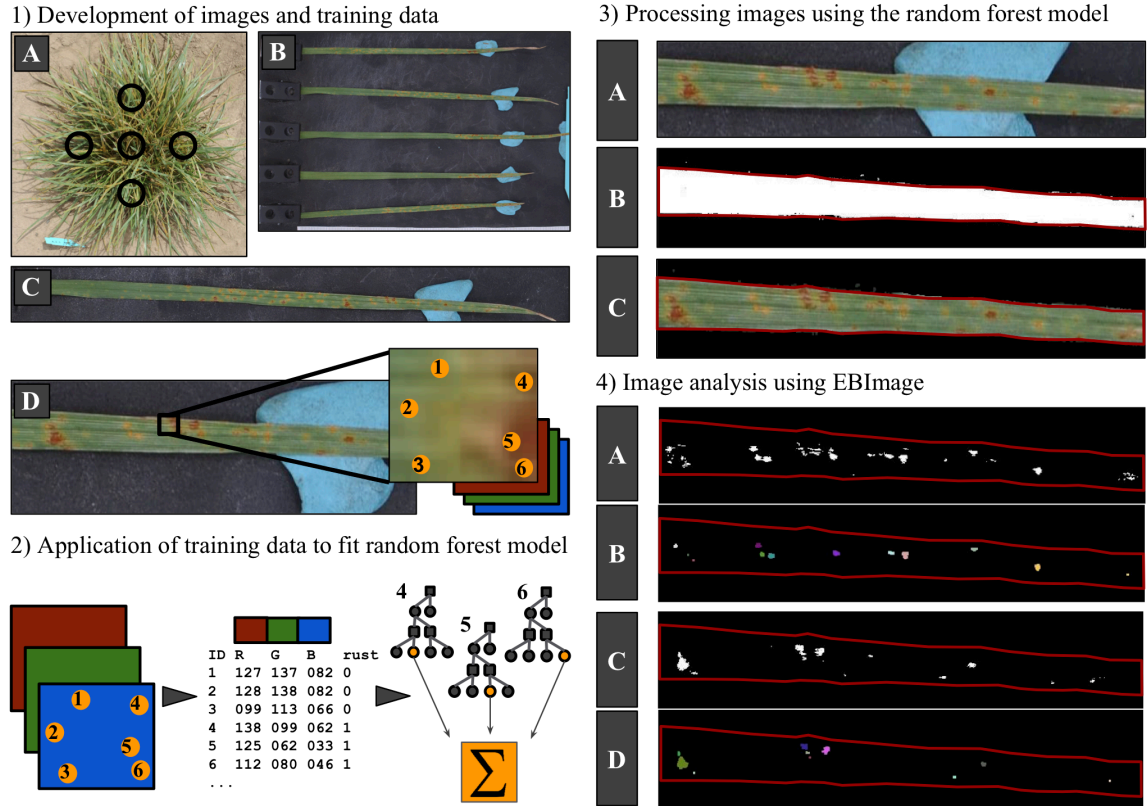 1) Development of images and training data
A
B
C
D
1
2
3
4
5
6
2) Application of training data to fit random forest model
1
2
3
4
5
6
ID R G B rust
1 127 137 082 0
2 128 138 082 0
3 099 113 066 0
4 138 099 062 1
5 125 062 033 1
6 112 080 046 1
...
4
5
6
Σ
3) Processing images using the random forest model
A
B
C
4) Image analysis using EBImage
A
B
C
D